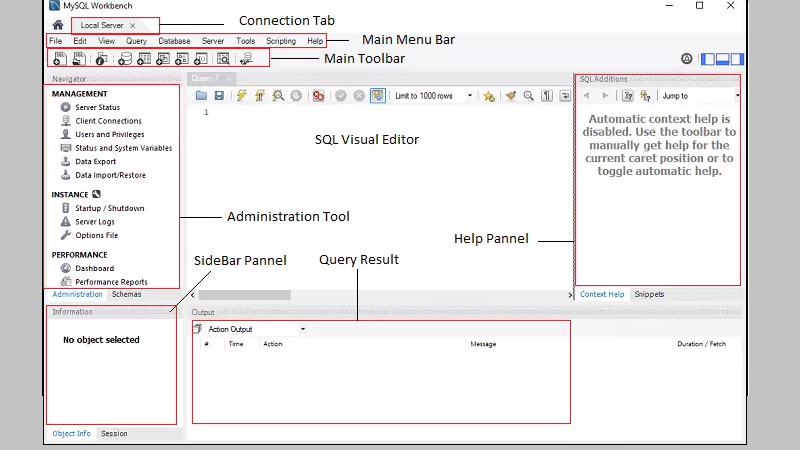 MySQL Workbench
Connection Tab
Local Server
File Edit View Query Database Server Tools Scripting Help
Main Menu Bar
Main Toolbar
Navigator
Query 1
SQLAdditions
MANAGEMENT
Server Status
Client Connections
Users and Privileges
Status and System Variables
Data Export
Data Import/Restore
INSTANCE
Startup / Shutdown
Server Logs
Options File
PERFORMANCE
Dashboard
Performance Reports
Administration Schemas
Limit to 1000 rows
1
SQL Visual Editor
Administration Tool
SideBar Pannel
Query Result
Help Pannel
Jump to
Automatic context help is
disabled. Use the toolbar to
manually get help for the
current caret position or to
toggle automatic help.
Context Help Snippets
Information
No object selected
Object Info Session
Output
Action Output
# Time Action Message Duration / Fetch